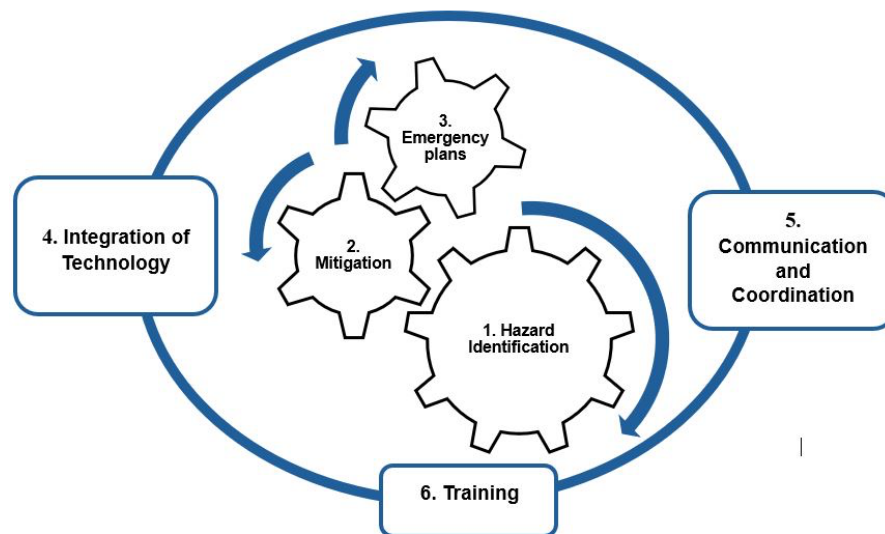 3.
Emergency
plans
4. Integration of
Technology
2.
Mitigation
5.
Communication
and
Coordination
1. Hazard
Identification
6. Training